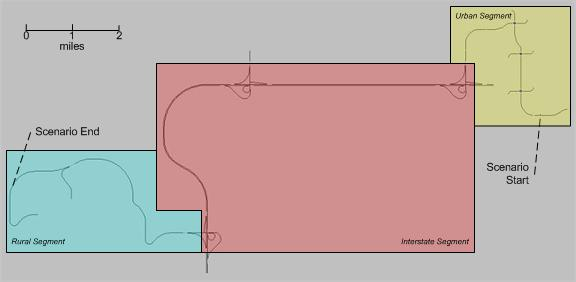 Urban Segment
0 1 2
miles
Scenario End
Scenario
Start
Rural Segment
Interstate Segment